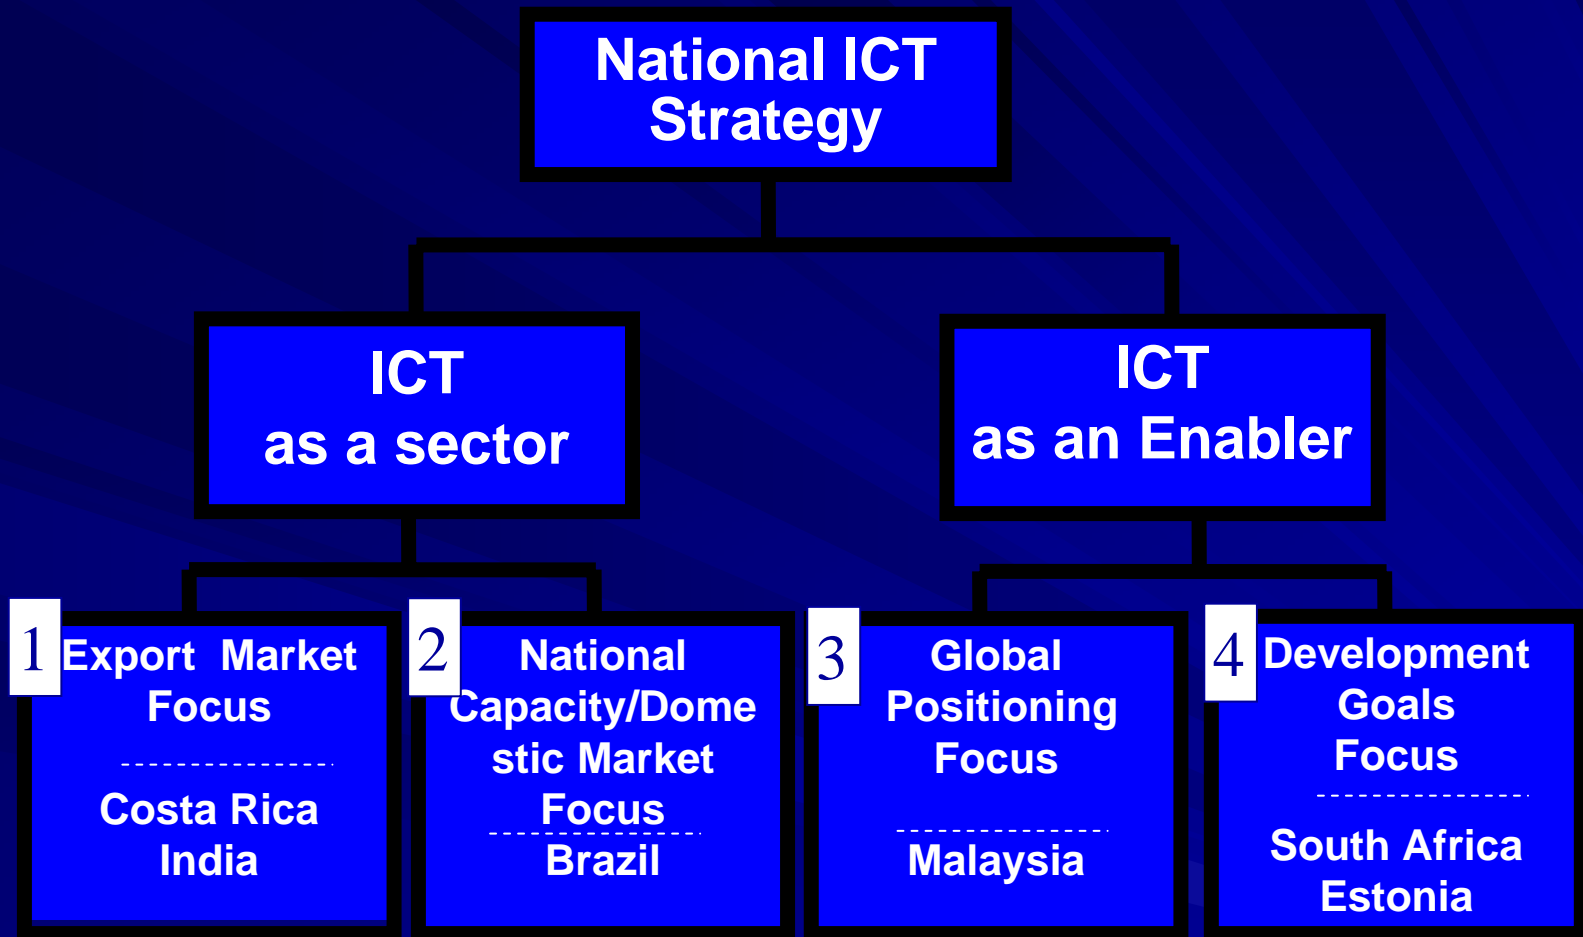 National ICT
Strategy
ICT
as a sector
ICT
as an Enabler
1
Export Market
Focus
Costa Rica
India
2
National
Capacity/Dome
stic Market
Focus
Brazil
3
Global
Positioning
Focus
Malaysia
4
Development
Goals
Focus
South Africa
Estonia